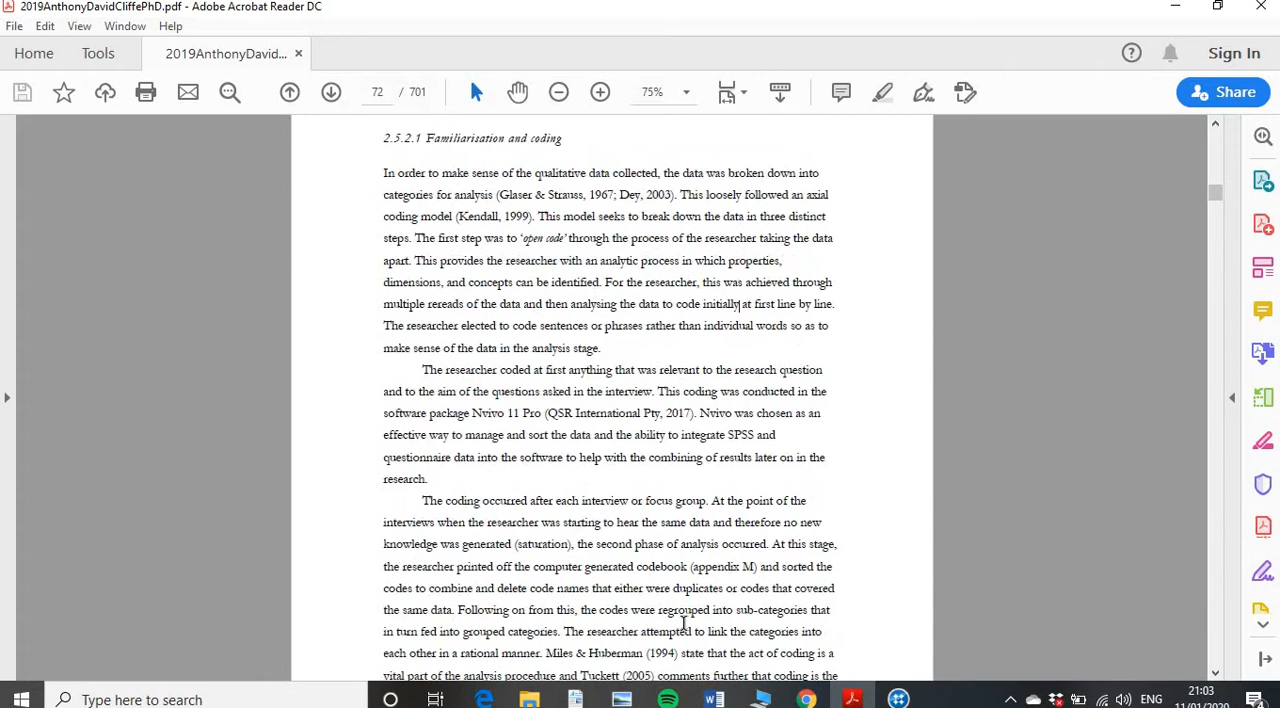 2019AnthonyDavidCliffePhD.pdf - Adobe Acrobat Reader DC
File Edit View Window Help
Home Tools 2019AnthonyDavid... × Sign In
72 / 701 75% Share
2.5.2.1 Familiarisation and coding
In order to make sense of the qualitative data collected, the data was broken down into
categories for analysis (Glaser & Strauss, 1967; Dey, 2003). This loosely followed an axial
coding model (Kendall, 1999). This model seeks to break down the data in three distinct
steps. The first step was to ‘open code’ through the process of the researcher taking the data
apart. This provides the researcher with an analytic process in which properties,
dimensions, and concepts can be identified. For the researcher, this was achieved through
multiple rereads of the data and then analysing the data to code initially at first line by line.
The researcher elected to code sentences or phrases rather than individual words so as to
make sense of the data in the analysis stage.
The researcher coded at first anything that was relevant to the research question
and to the aim of the questions asked in the interview. This coding was conducted in the
software package Nvivo 11 Pro (QSR International Pty, 2017). Nvivo was chosen as an
effective way to manage and sort the data and the ability to integrate SPSS and
questionnaire data into the software to help with the combining of results later on in the
research.
The coding occurred after each interview or focus group. At the point of the
interviews when the researcher was starting to hear the same data and therefore no new
knowledge was generated (saturation), the second phase of analysis occurred. At this stage,
the researcher printed off the computer generated codebook (appendix M) and sorted the
codes to combine and delete code names that either were duplicates or codes that covered
the same data. Following on from this, the codes were regrouped into sub-categories that
in turn fed into grouped categories. The researcher attempted to link the categories into
each other in a rational manner. Miles & Huberman (1994) state that the act of coding is a
vital part of the analysis procedure and Tuckett (2005) comments further that coding is the
Type here to search ENG 21:03
11/01/2020